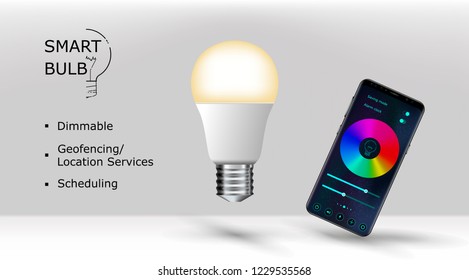 SMART
BULB
▪ Dimmable
▪ Geofencing/
Location Services
▪ Scheduling
shutterstock.com · 1229535568